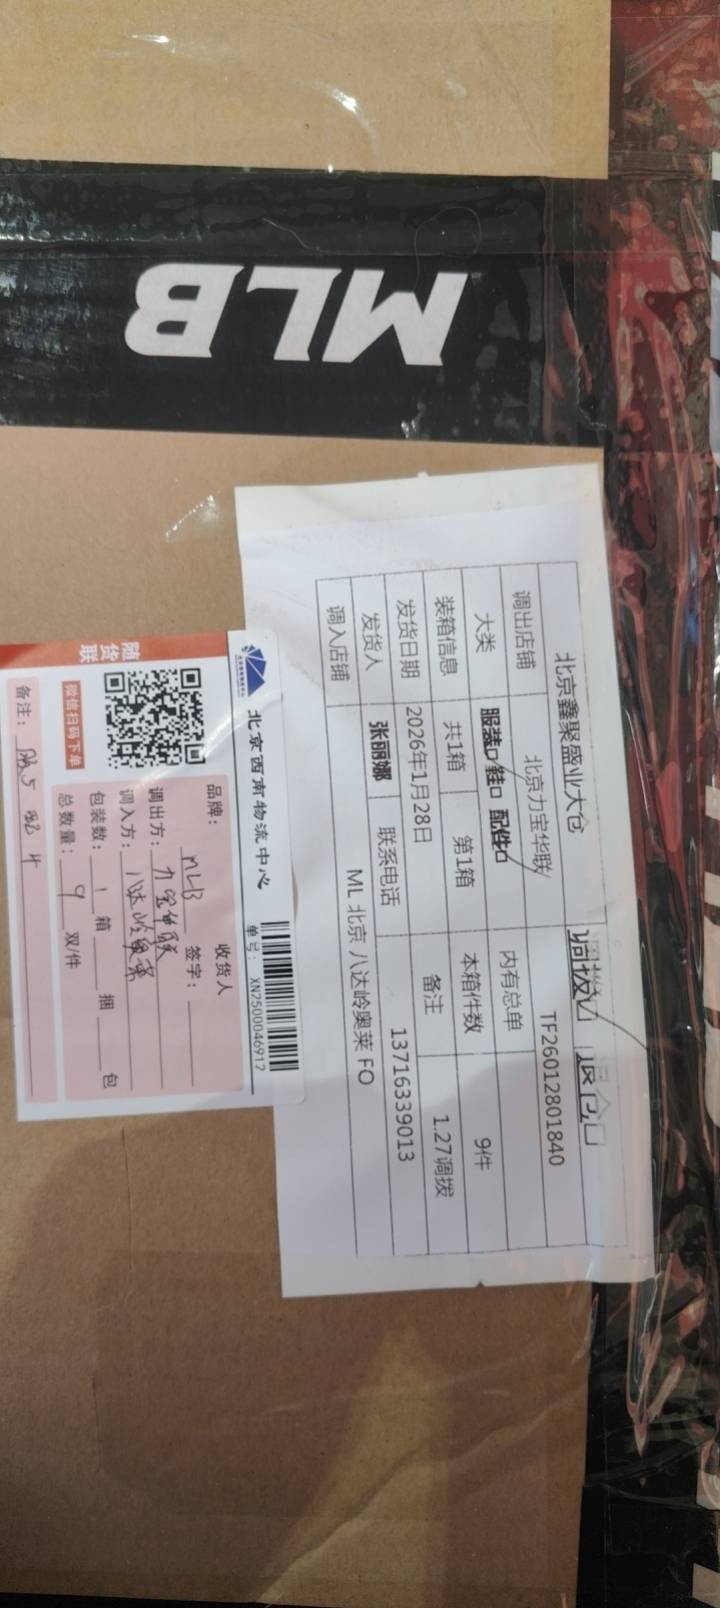 MLB
北京鑫聚盛业大仓 调拨☑ 退仓☐
调出店铺 北京力宝华联 TF26012801840
大类 服装☑ 鞋☐ 配件☑ 内有总单
装箱信息 共1箱 第1箱 本箱件数 9件
发货日期 2026年1月28日 备注 1.27调拨
发货人 张丽娜 联系电话 13716339013
调入店铺 ML 北京 八达岭奥莱 FO
北京西南物流中心 单号: XN2500046912
随货联
微信扫码下单
收货人
品牌: MLB 签字:
调出方: 力宝华联
调入方: 八达岭奥莱
包装数: 1 箱 捆 包
总数量: 9 双/件
备注: 服5 配4